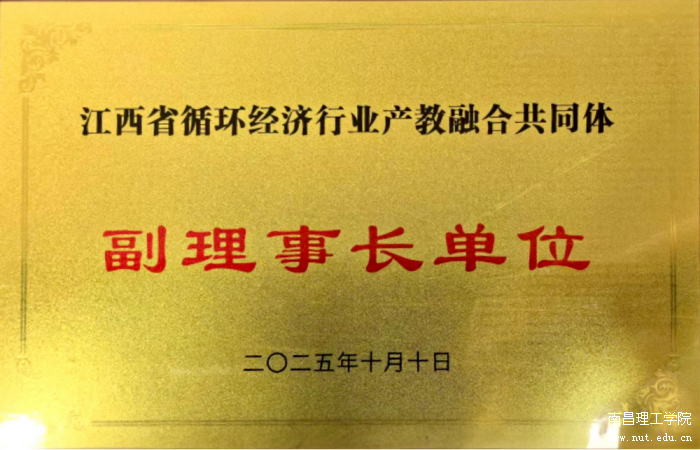 江西省循环经济行业产教融合共同体
副理事长单位
二〇二五年十月十日
南昌理工学院
www.nut.edu.cn